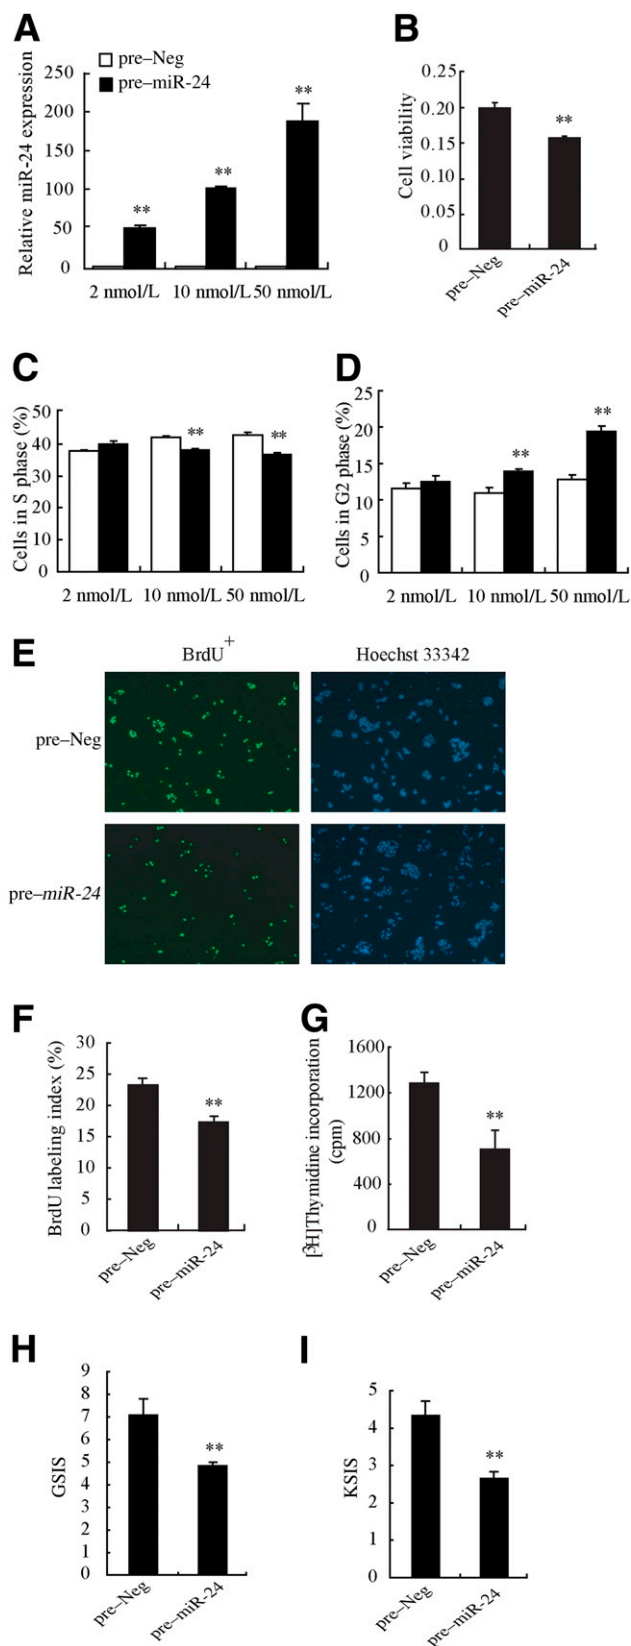 A
pre–Neg
pre–miR-24
Relative miR-24 expression
250
200
150
100
50
0
**
**
**
2 nmol/L 10 nmol/L 50 nmol/L
B
Cell viability
0.25
0.20
0.15
0.10
0.05
0
**
pre–Neg
pre–miR-24
C
Cells in S phase (%)
50
40
30
20
10
0
**
**
2 nmol/L 10 nmol/L 50 nmol/L
D
Cells in G2 phase (%)
25
20
15
10
5
0
**
**
2 nmol/L 10 nmol/L 50 nmol/L
E
BrdU+ Hoechst 33342
pre–Neg
pre–miR-24
F
BrdU labeling index (%)
30
25
20
15
10
5
0
**
pre–Neg
pre–miR-24
G
[3H]Thymidine incorporation
(cpm)
1600
1200
800
400
0
**
pre–Neg
pre–miR-24
H
GSIS
9
8
7
6
5
4
3
2
1
0
**
pre–Neg
pre–miR-24
I
KSIS
5
4
3
2
1
0
**
pre–Neg
pre–miR-24